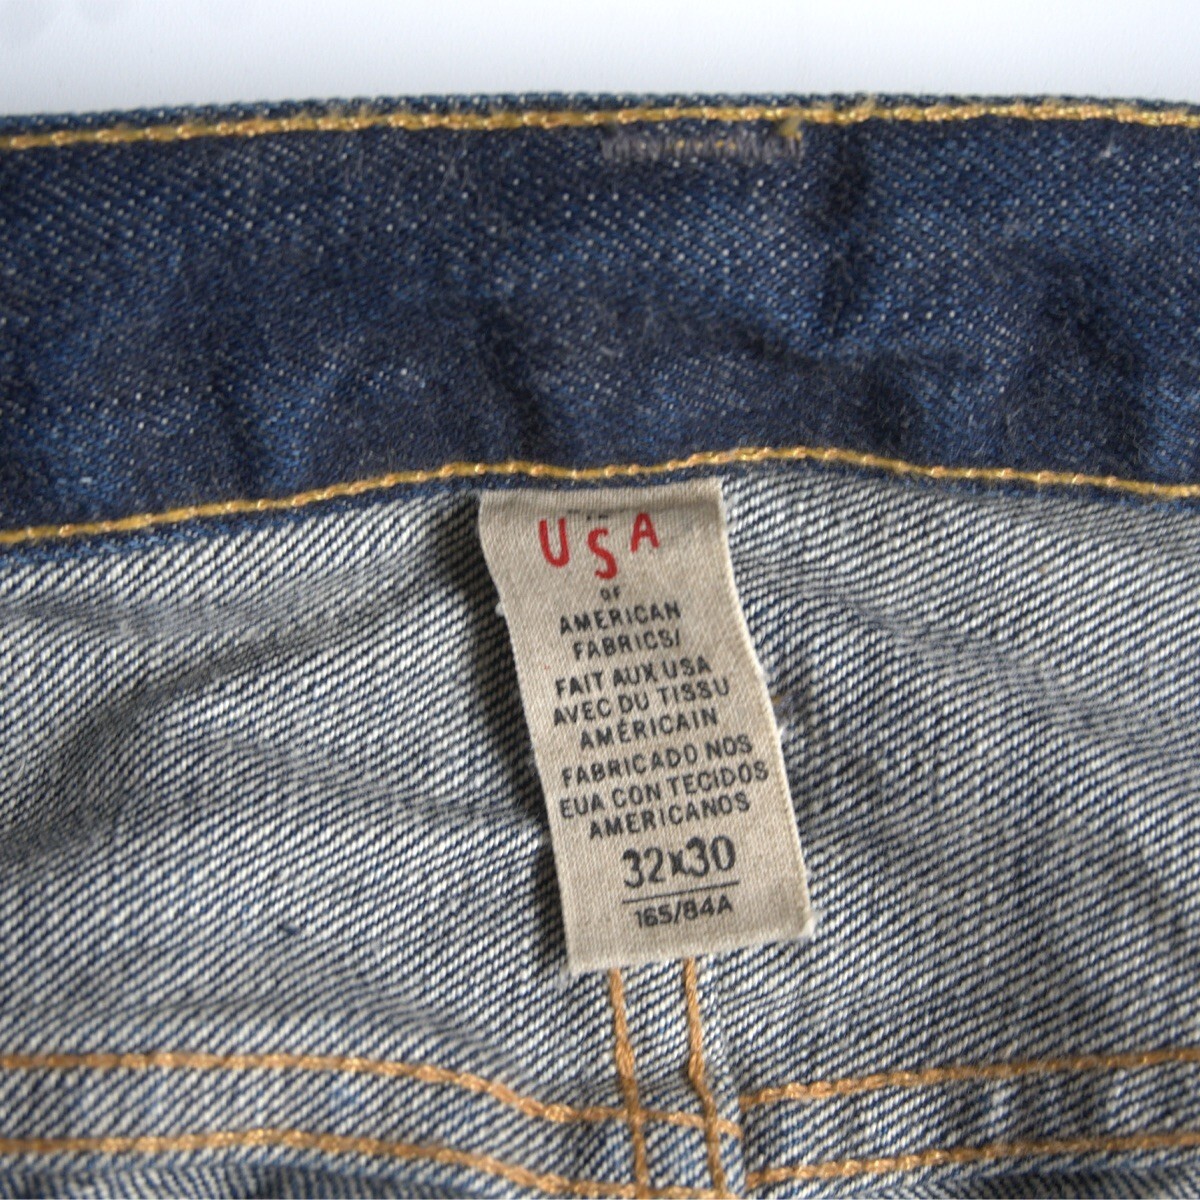 USA
OF
AMERICAN
FABRICS/
FAIT AUX USA
AVEC DU TISSU
AMÉRICAIN
FABRICADO NOS
EUA CON TECIDOS
AMERICANOS
32x30
165/84A